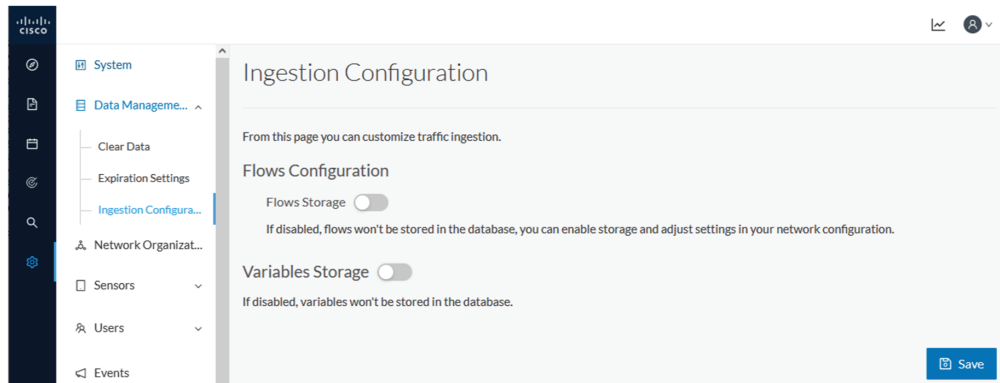 CISCO
System
Data Manageme...
Clear Data
Expiration Settings
Ingestion Configura...
Network Organizat...
Sensors
Users
Events
Ingestion Configuration
From this page you can customize traffic ingestion.
Flows Configuration
Flows Storage
If disabled, flows won't be stored in the database, you can enable storage and adjust settings in your network configuration.
Variables Storage
If disabled, variables won't be stored in the database.
Save